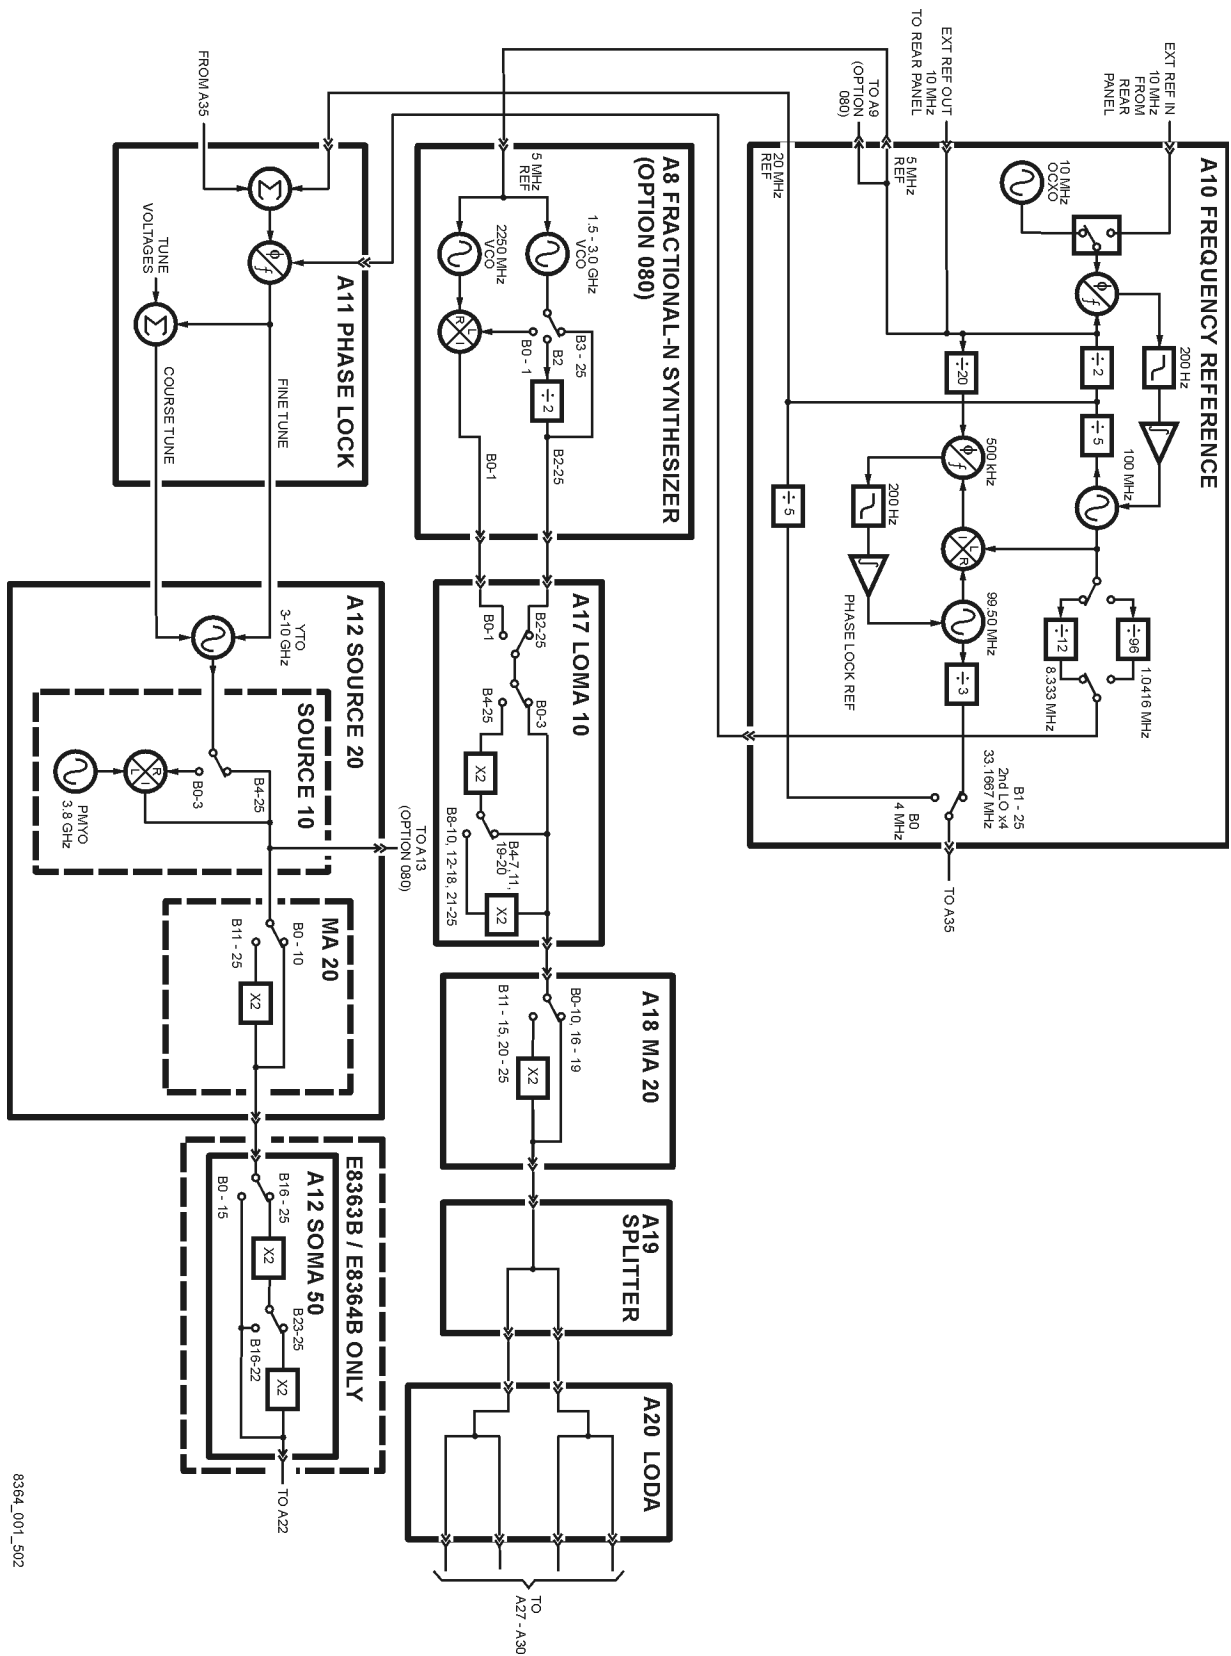 A10 FREQUENCY REFERENCE
EXT REF IN
10 MHz
FROM
REAR
PANEL
10 MHz
OCXO
ϕ
f
200 Hz
÷2
÷5
100 MHz
÷96
÷12
1.0416 MHz
8.333 MHz
EXT REF OUT
10 MHz
TO REAR PANEL
÷20
ϕ
f
500 kHz
200 Hz
L
I
R
99.50 MHz
÷3
PHASE LOCK REF
TO A9
(OPTION
080)
5 MHz
REF
20 MHz
REF
÷5
B1 - 25
2nd LO x4
33.1667 MHz
B0
4 MHz
TO A35
A8 FRACTIONAL-N SYNTHESIZER
(OPTION 080)
5 MHz
REF
1.5 - 3.0 GHz
VCO
2250 MHz
VCO
B3 - 25
B2
B0 - 1
÷2
L
R
I
B2-25
B0-1
A17 LOMA 10
B2-25
B0-1
B0-3
B4-25
X2
B4-7,11,
19-20
B8-10, 12-18, 21-25
X2
A18 MA 20
B0-10, 16 - 19
B11 - 15, 20 - 25
X2
A19
SPLITTER
A20 LODA
TO
A27 - A30
FROM A35
A11 PHASE LOCK
Σ
ϕ
f
TUNE
VOLTAGES
Σ
FINE TUNE
COURSE TUNE
A12 SOURCE 20
YTO
3-10 GHz
SOURCE 10
B4-25
B0-3
R
L
I
PMYO
3.8 GHz
TO A13
(OPTION 080)
MA 20
B0 - 10
B11 - 25
X2
E8363B / E8364B ONLY
A12 SOMA 50
B16 - 25
B0 - 15
X2
B23-25
B16-22
X2
TO A22
8364_001_502